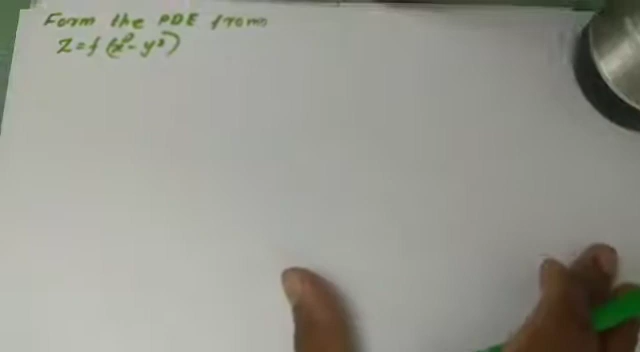 Form the PDE from
Z = f (x² - y²)